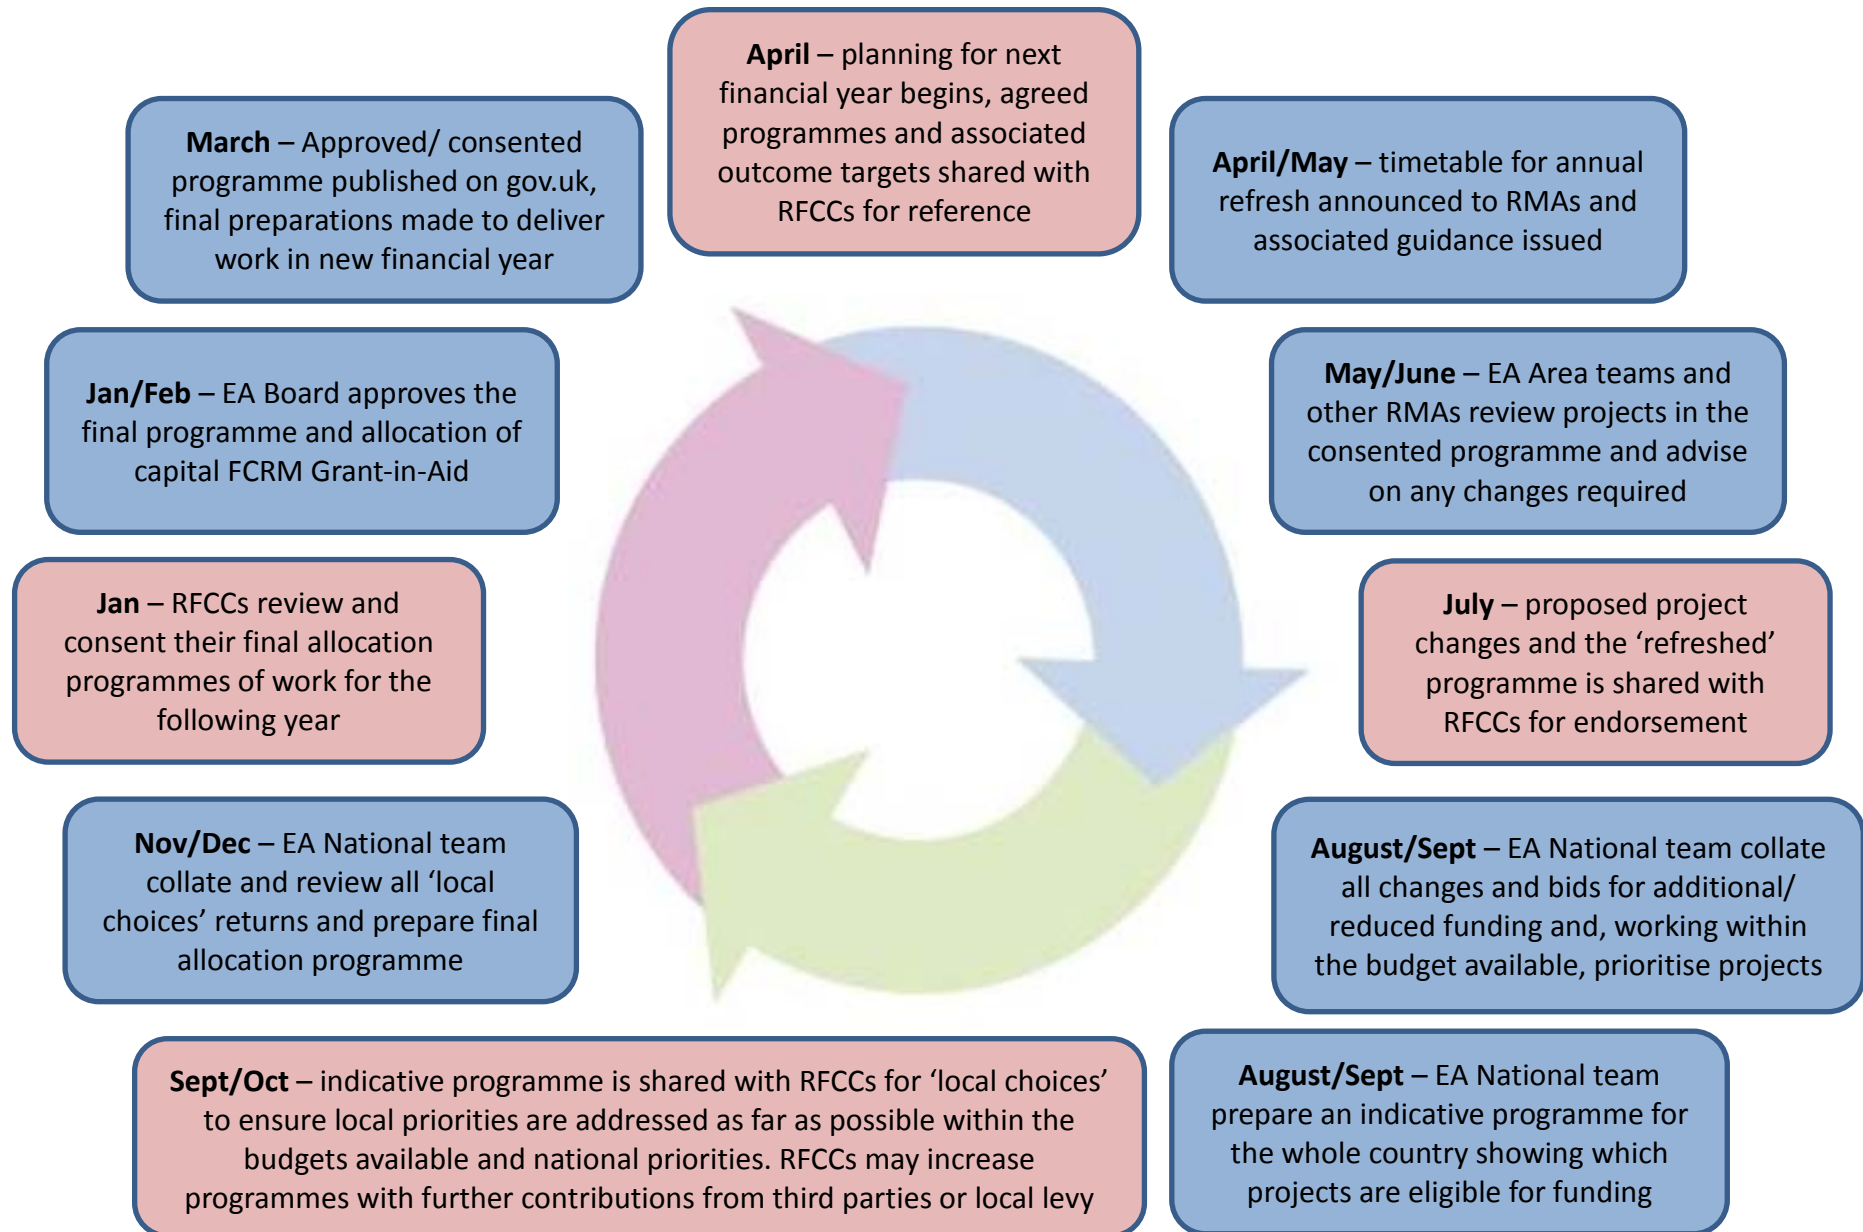 April – planning for next
financial year begins, agreed
programmes and associated
outcome targets shared with
RFCCs for reference
April/May – timetable for annual
refresh announced to RMAs and
associated guidance issued
May/June – EA Area teams and
other RMAs review projects in the
consented programme and advise
on any changes required
July – proposed project
changes and the ‘refreshed’
programme is shared with
RFCCs for endorsement
August/Sept – EA National team collate
all changes and bids for additional/
reduced funding and, working within
the budget available, prioritise projects
August/Sept – EA National team
prepare an indicative programme for
the whole country showing which
projects are eligible for funding
Sept/Oct – indicative programme is shared with RFCCs for ‘local choices’
to ensure local priorities are addressed as far as possible within the
budgets available and national priorities. RFCCs may increase
programmes with further contributions from third parties or local levy
Nov/Dec – EA National team
collate and review all ‘local
choices’ returns and prepare final
allocation programme
Jan – RFCCs review and
consent their final allocation
programmes of work for the
following year
Jan/Feb – EA Board approves the
final programme and allocation of
capital FCRM Grant-in-Aid
March – Approved/ consented
programme published on gov.uk,
final preparations made to deliver
work in new financial year